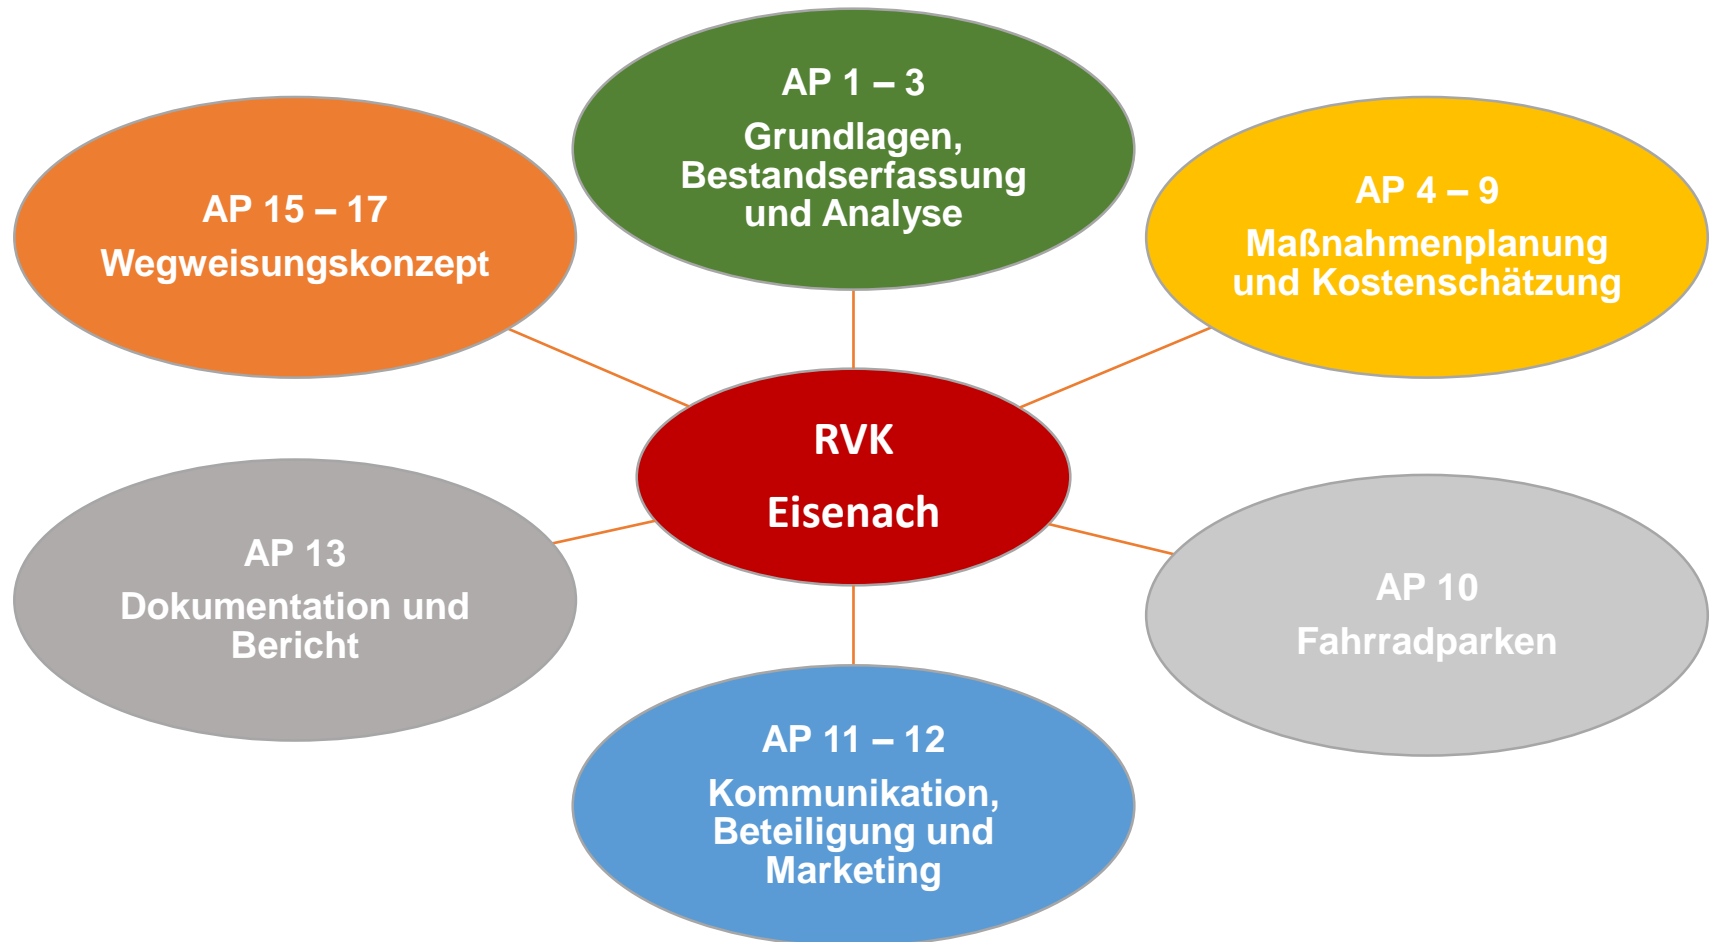 AP 1 – 3
Grundlagen,
Bestandserfassung
und Analyse
AP 4 – 9
Maßnahmenplanung
und Kostenschätzung
AP 10
Fahrradparken
AP 11 – 12
Kommunikation,
Beteiligung und
Marketing
AP 13
Dokumentation und
Bericht
AP 15 – 17
Wegweisungskonzept
RVK
Eisenach